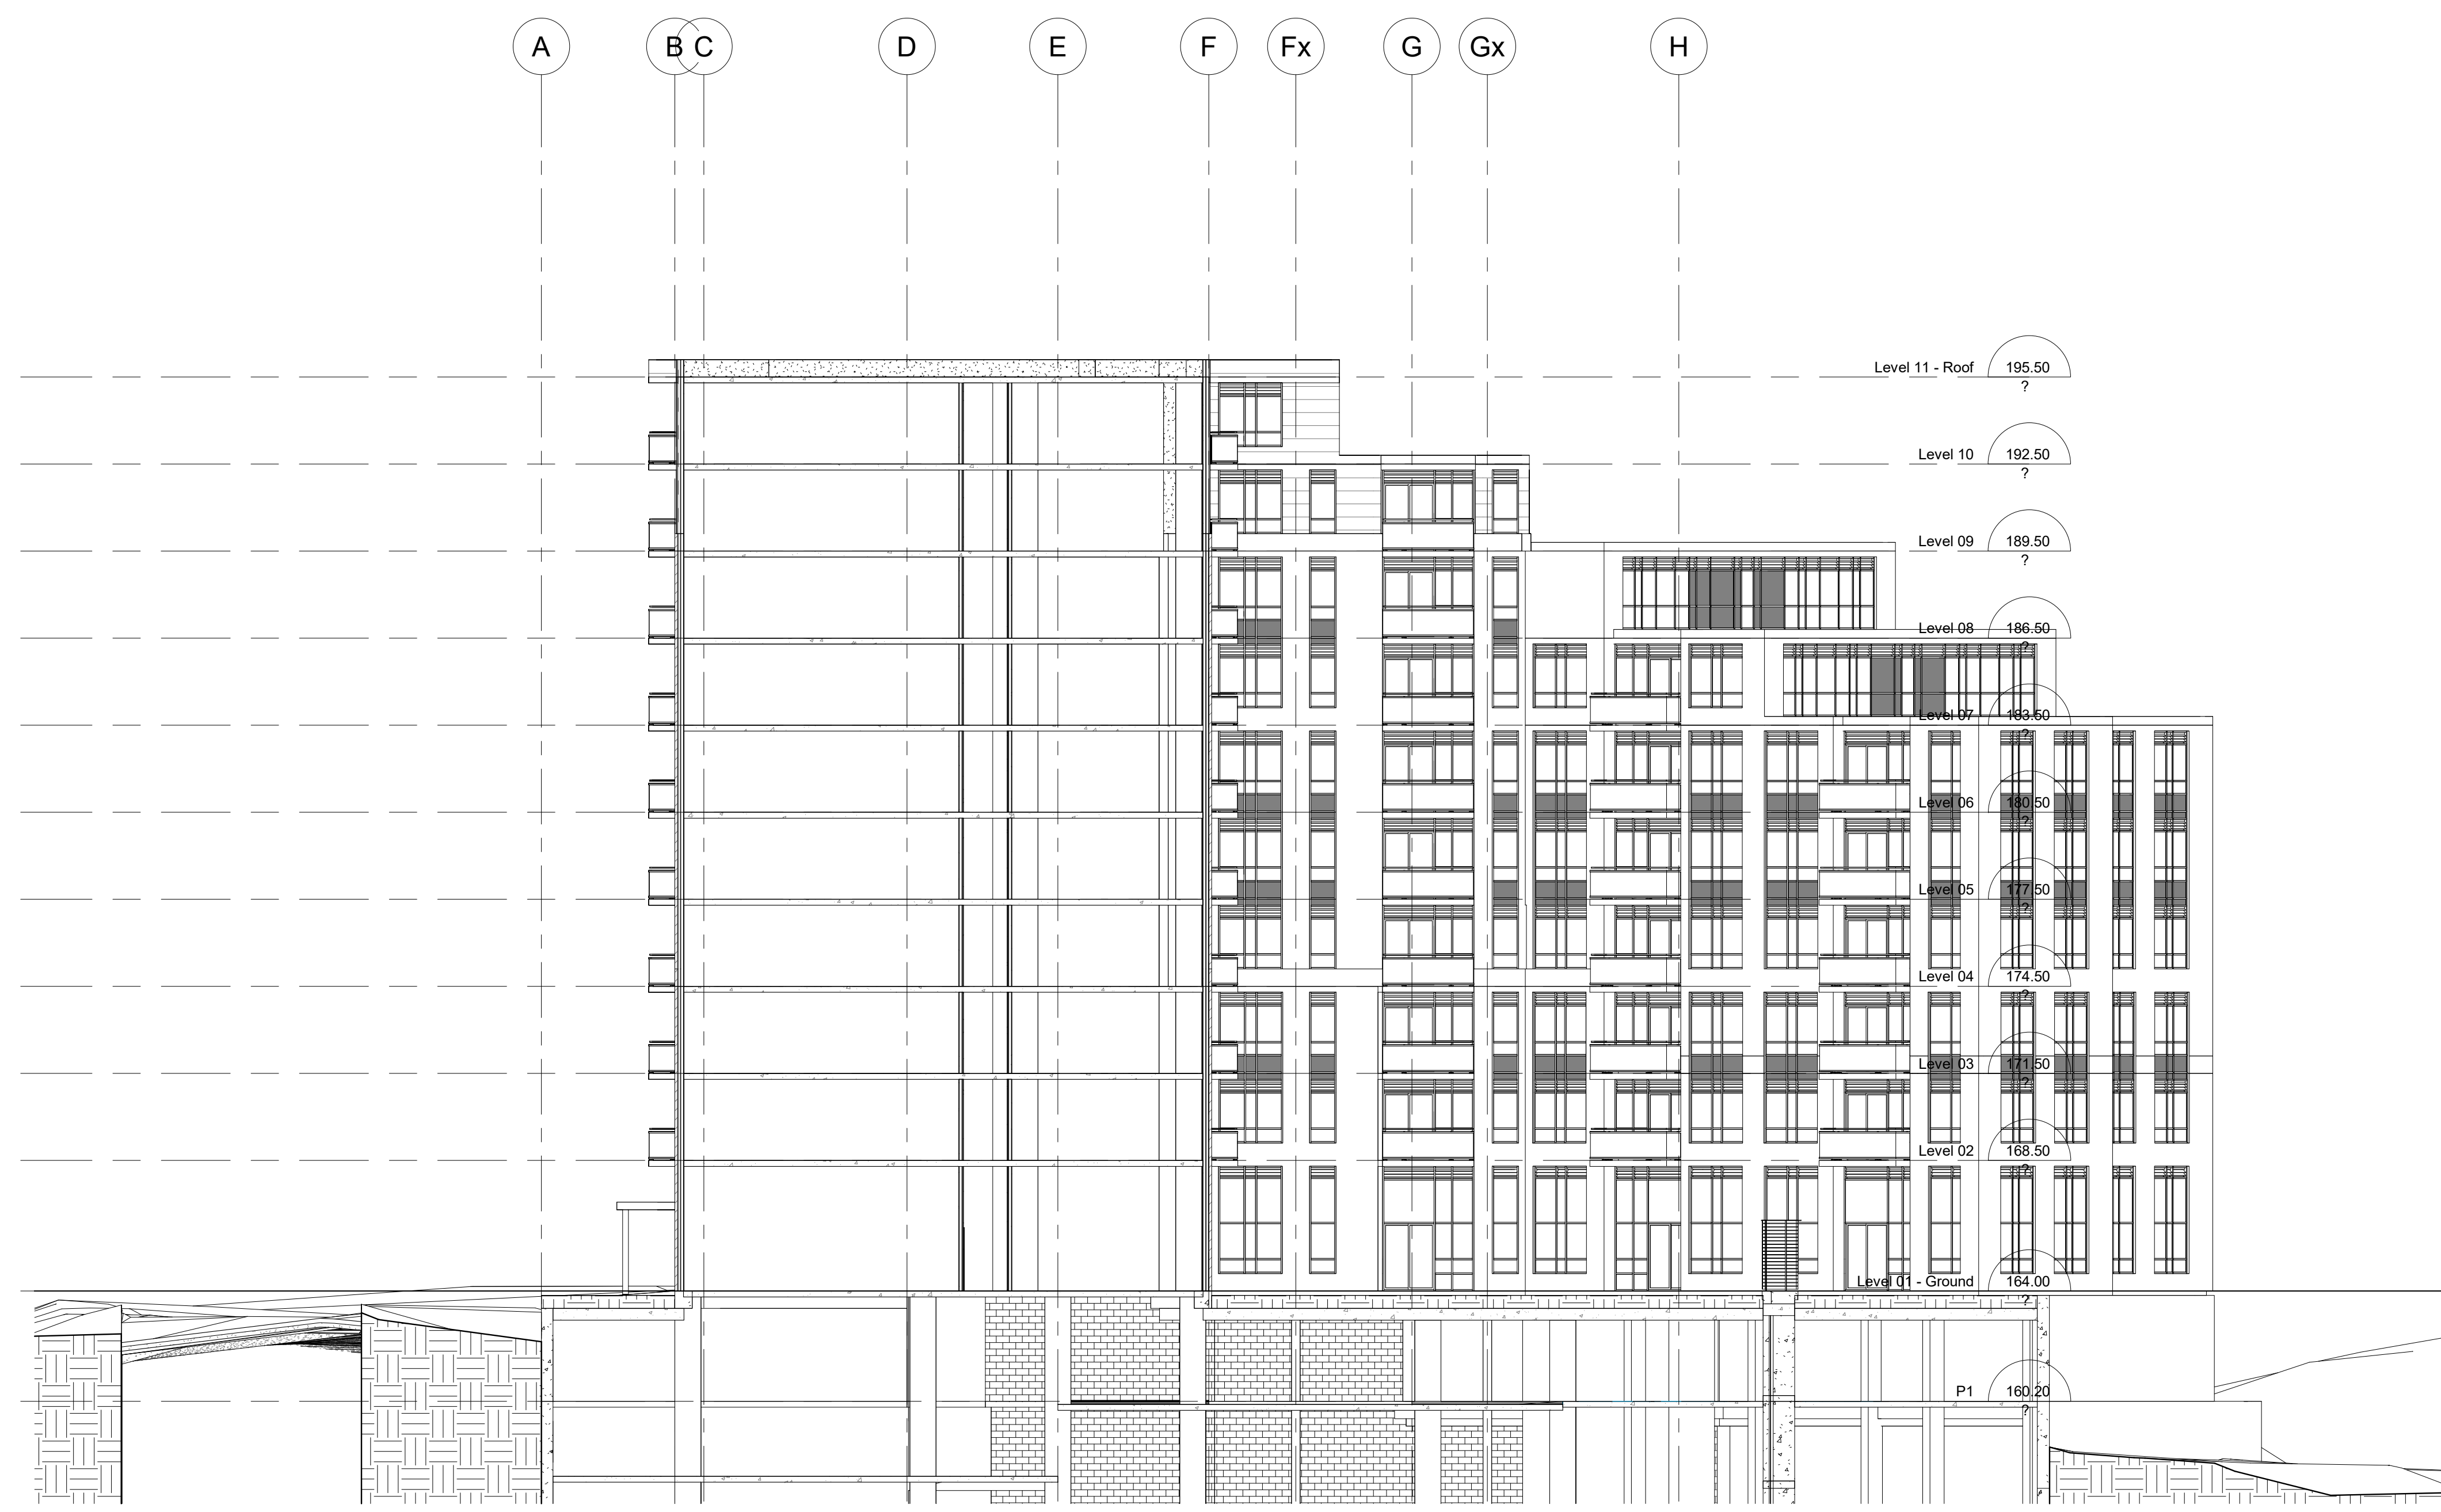 A B C D E F Fx G Gx H
Level 11 - Roof 195.50
?
Level 10 192.50
?
Level 09 189.50
?
Level 08 186.50
?
Level 07 183.50
?
Level 06 180.50
?
Level 05 177.50
?
Level 04 174.50
?
Level 03 171.50
?
Level 02 168.50
?
Level 01 - Ground 164.00
?
P1 160.20
?